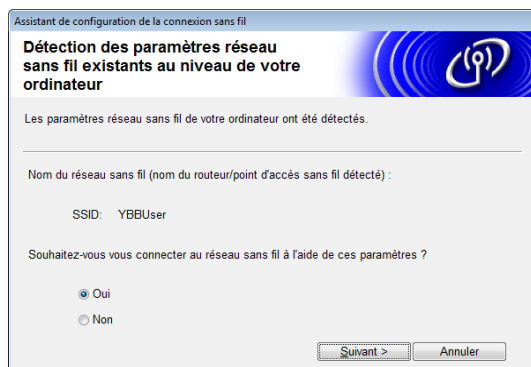 Assistant de configuration de la connexion sans fil
Détection des paramètres réseau
sans fil existants au niveau de votre
ordinateur
Les paramètres réseau sans fil de votre ordinateur ont été détectés.
Nom du réseau sans fil (nom du routeur/point d'accès sans fil détecté) :
SSID: YBBUser
Souhaitez-vous vous connecter au réseau sans fil à l'aide de ces paramètres ?
Oui
Non
Suivant > Annuler